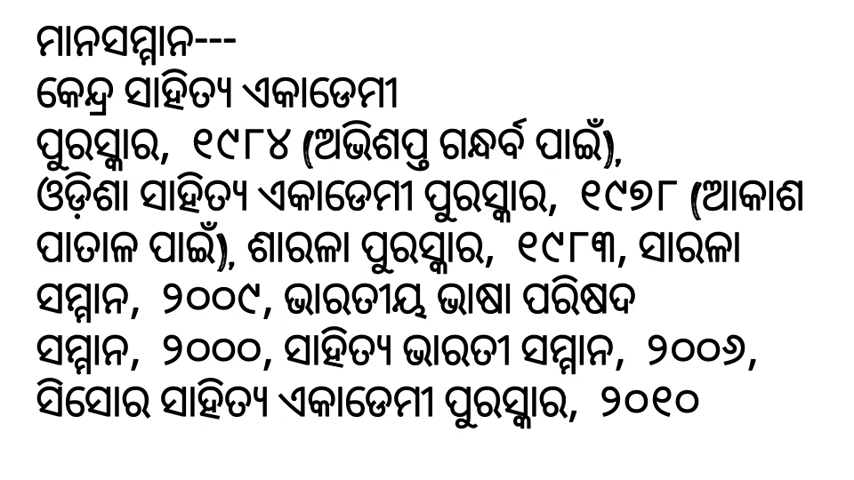 ମାନସମ୍ମାନ---
କେନ୍ଦ୍ର ସାହିତ୍ୟ ଏକାଡେମୀ
ପୁରସ୍କାର, ୧୯୮୪ (ଅଭିଶପ୍ତ ଗନ୍ଧର୍ବ ପାଇଁ),
ଓଡ଼ିଶା ସାହିତ୍ୟ ଏକାଡେମୀ ପୁରସ୍କାର, ୧୯୭୮ (ଆକାଶ
ପାତାଳ ପାଇଁ), ଶାରଳା ପୁରସ୍କାର, ୧୯୮୩, ସାରଳା
ସମ୍ମାନ, ୨୦୦୯, ଭାରତୀୟ ଭାଷା ପରିଷଦ
ସମ୍ମାନ, ୨୦୦୦, ସାହିତ୍ୟ ଭାରତୀ ସମ୍ମାନ, ୨୦୦୬,
ସିସୋର ସାହିତ୍ୟ ଏକାଡେମୀ ପୁରସ୍କାର, ୨୦୧୦